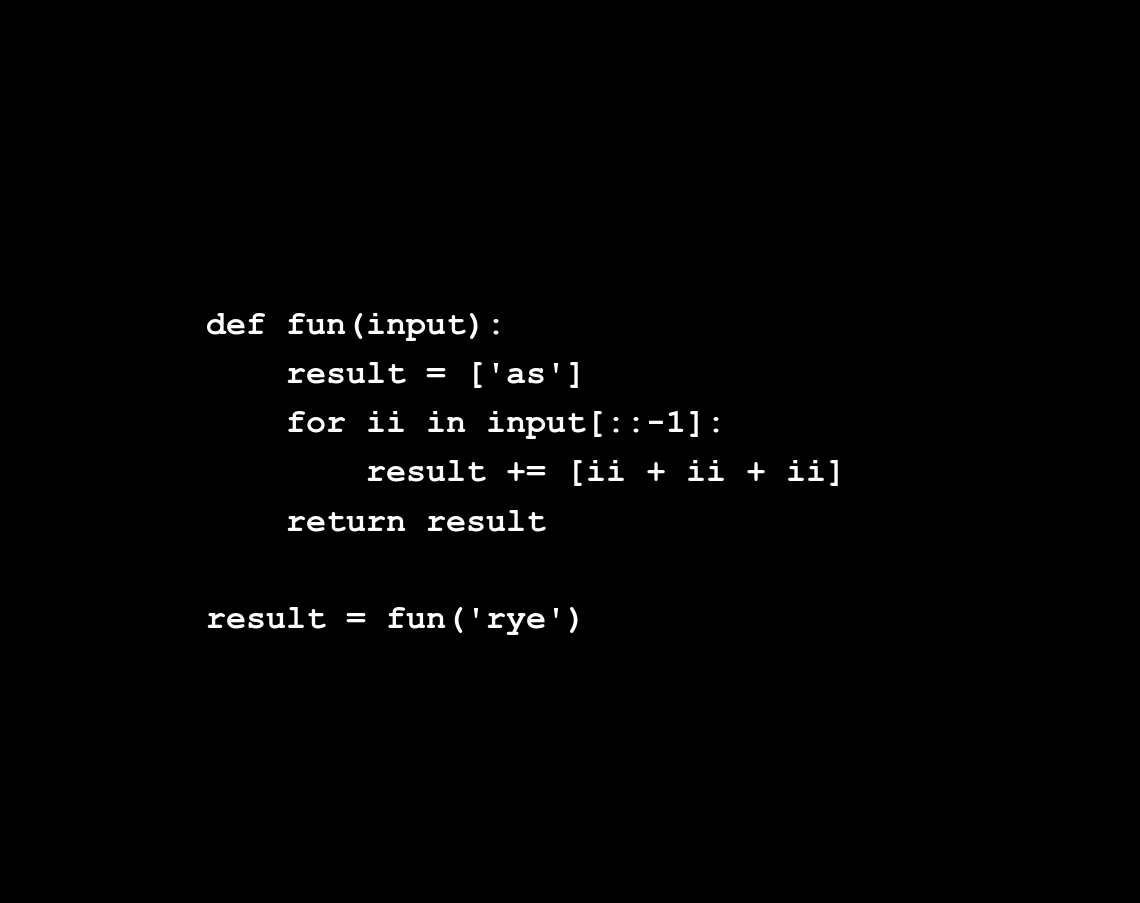 def fun(input):
    result = ['as']
    for ii in input[::-1]:
        result += [ii + ii + ii]
    return result

result = fun('rye')